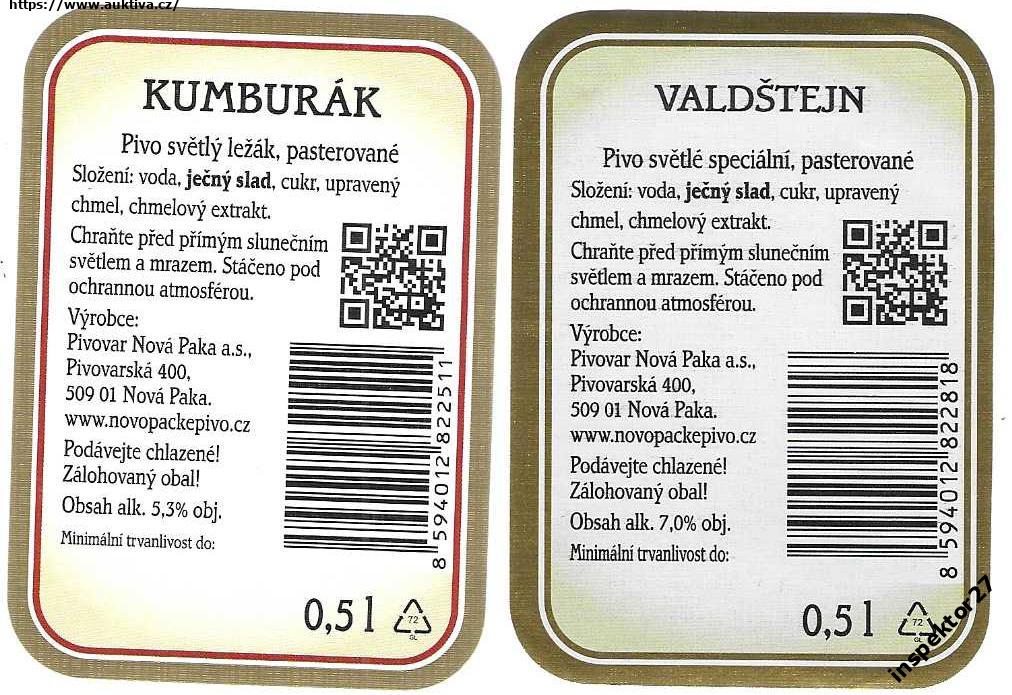 https://www.auktiva.cz/
KUMBURÁK
Pivo světlý ležák, pasterované
Složení: voda, ječný slad, cukr, upravený
chmel, chmelový extrakt.
Chraňte před přímým slunečním
světlem a mrazem. Stáčeno pod
ochrannou atmosférou.
Výrobce:
Pivovar Nová Paka a.s.,
Pivovarská 400,
509 01 Nová Paka.
www.novopackepivo.cz
Podávejte chlazené!
Zálohovaný obal!
Obsah alk. 5,3% obj.
Minimální trvanlivost do:
8 594012 822511
0,5 l
72
GL
VALDŠTEJN
Pivo světlé speciální, pasterované
Složení: voda, ječný slad, cukr, upravený
chmel, chmelový extrakt.
Chraňte před přímým slunečním
světlem a mrazem. Stáčeno pod
ochrannou atmosférou.
Výrobce:
Pivovar Nová Paka a.s.,
Pivovarská 400,
509 01 Nová Paka.
www.novopackepivo.cz
Podávejte chlazené!
Zálohovaný obal!
Obsah alk. 7,0% obj.
Minimální trvanlivost do:
8 594012 822818
0,5 l
72
GL
inspektor27